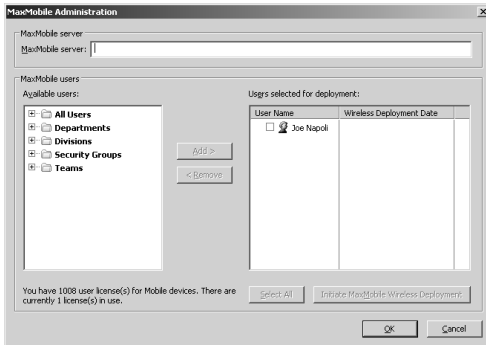 MaxMobile Administration
MaxMobile server
MaxMobile server:
MaxMobile users
Available users:
All Users
Departments
Divisions
Security Groups
Teams
Add >
< Remove
Users selected for deployment:
User Name Wireless Deployment Date
Joe Napoli
You have 1008 user license(s) for Mobile devices. There are
currently 1 license(s) in use.
Select All Initiate MaxMobile Wireless Deployment
OK Cancel